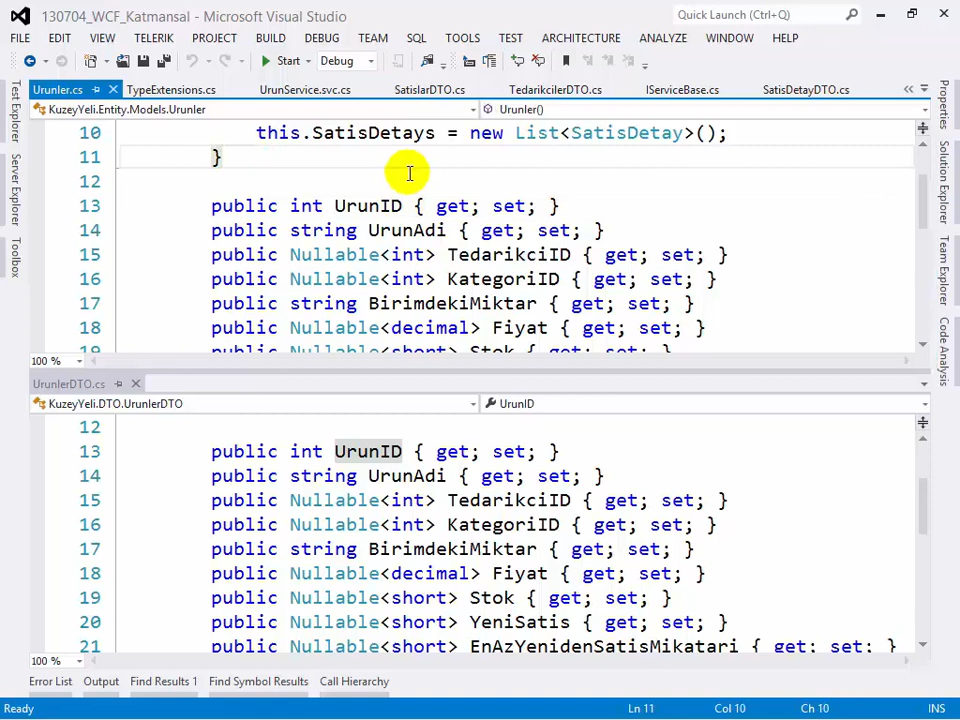 130704_WCF_Katmansal - Microsoft Visual Studio
Quick Launch (Ctrl+Q)
FILE EDIT VIEW TELERIK PROJECT BUILD DEBUG TEAM SQL TOOLS TEST ARCHITECTURE ANALYZE WINDOW HELP
Start Debug
Urunler.cs TypeExtensions.cs UrunService.svc.cs SatislarDTO.cs TedarikcilerDTO.cs IServiceBase.cs SatisDetayDTO.cs
KuzeyYeli.Entity.Models.Urunler Urunler()
10 this.SatisDetays = new List<SatisDetay>();
11 }
12
13 public int UrunID { get; set; }
14 public string UrunAdi { get; set; }
15 public Nullable<int> TedarikciID { get; set; }
16 public Nullable<int> KategoriID { get; set; }
17 public string BirimdekiMiktar { get; set; }
18 public Nullable<decimal> Fiyat { get; set; }
19 public Nullable<short> Stok { get; set; }
100 %
UrunlerDTO.cs
KuzeyYeli.DTO.UrunlerDTO UrunID
12
13 public int UrunID { get; set; }
14 public string UrunAdi { get; set; }
15 public Nullable<int> TedarikciID { get; set; }
16 public Nullable<int> KategoriID { get; set; }
17 public string BirimdekiMiktar { get; set; }
18 public Nullable<decimal> Fiyat { get; set; }
19 public Nullable<short> Stok { get; set; }
20 public Nullable<short> YeniSatis { get; set; }
21 public Nullable<short> EnAzYenidenSatisMikatari { get; set; }
100 %
Error List Output Find Results 1 Find Symbol Results Call Hierarchy
Ready Ln 11 Col 10 Ch 10 INS
Test Explorer
Server Explorer
Toolbox
Properties
Solution Explorer
Team Explorer
Code Analysis